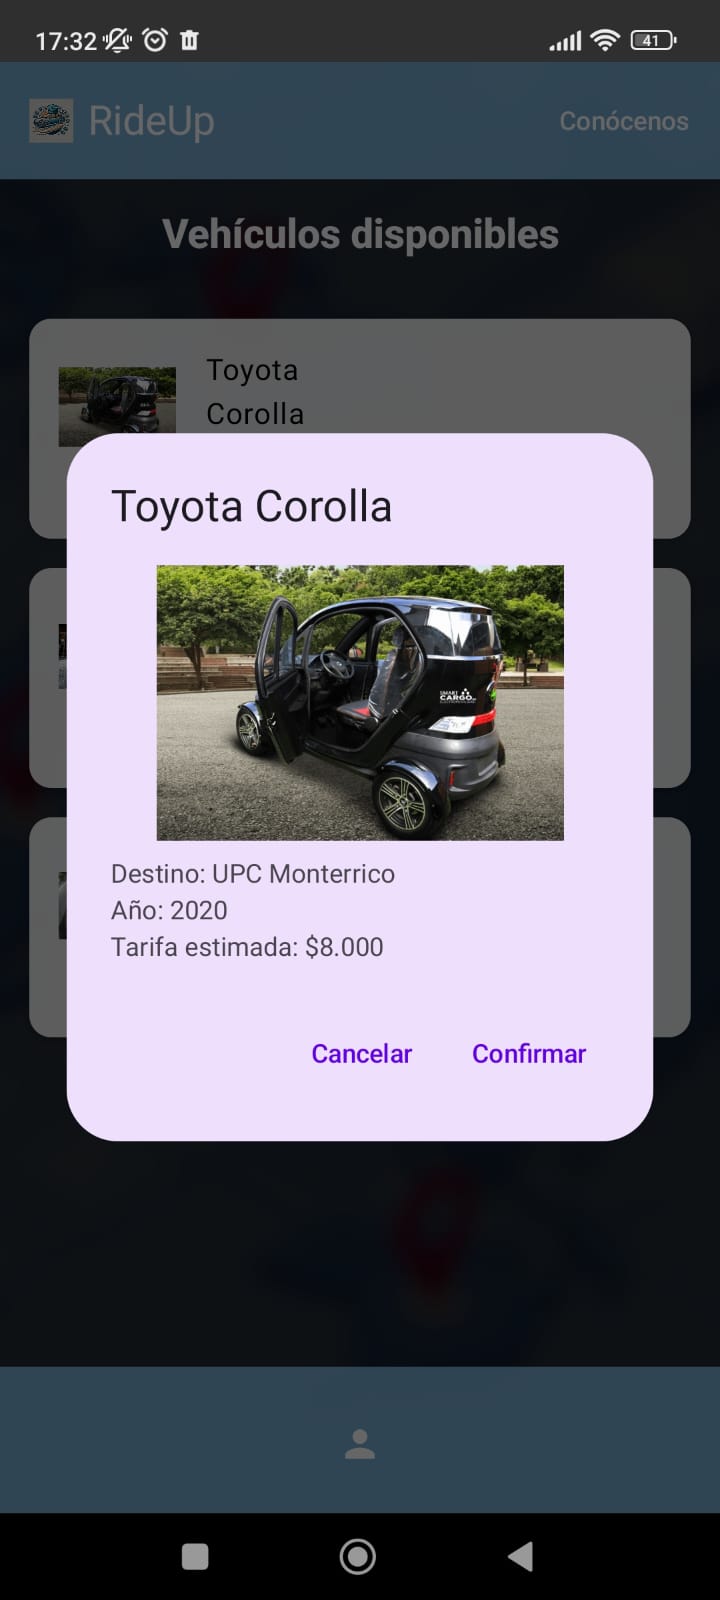 17:32
41
RideUp
Conócenos
Vehículos disponibles
Toyota
Corolla
Toyota Corolla
SMART
CARGO
Destino: UPC Monterrico
Año: 2020
Tarifa estimada: $8.000
Cancelar
Confirmar